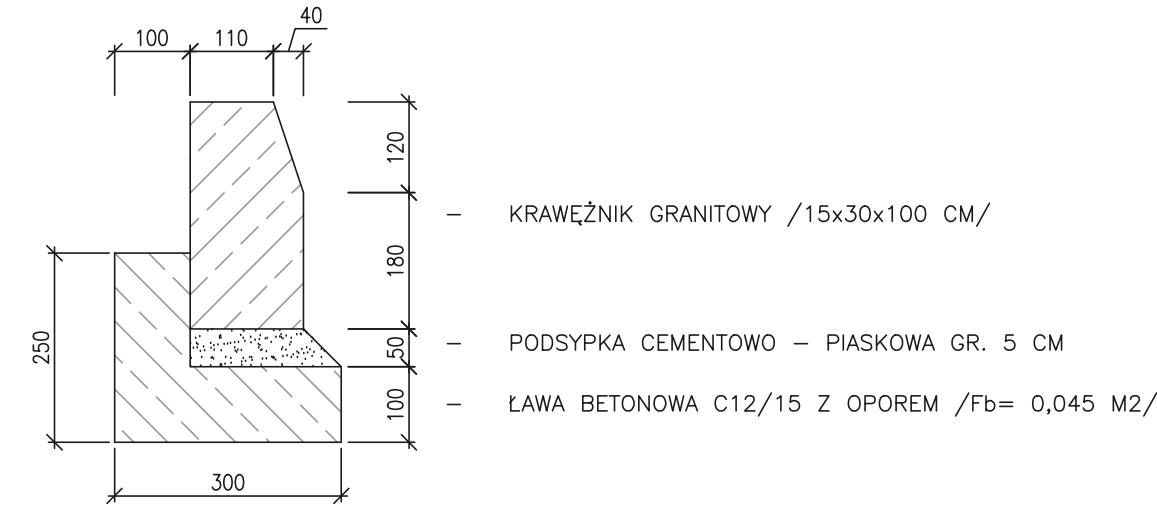 40
100 110
120
KRAWĘŻNIK GRANITOWY /15x30x100 CM/
180
250
50
PODSYPKA CEMENTOWO – PIASKOWA GR. 5 CM
100
ŁAWA BETONOWA C12/15 Z OPOREM /Fb= 0,045 M2/
300